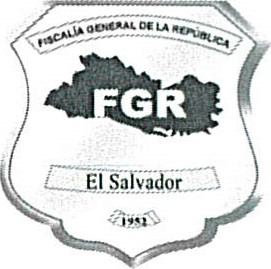 FISCALÍA GENERAL DE LA REPÚBLICA
FGR
El Salvador
1952